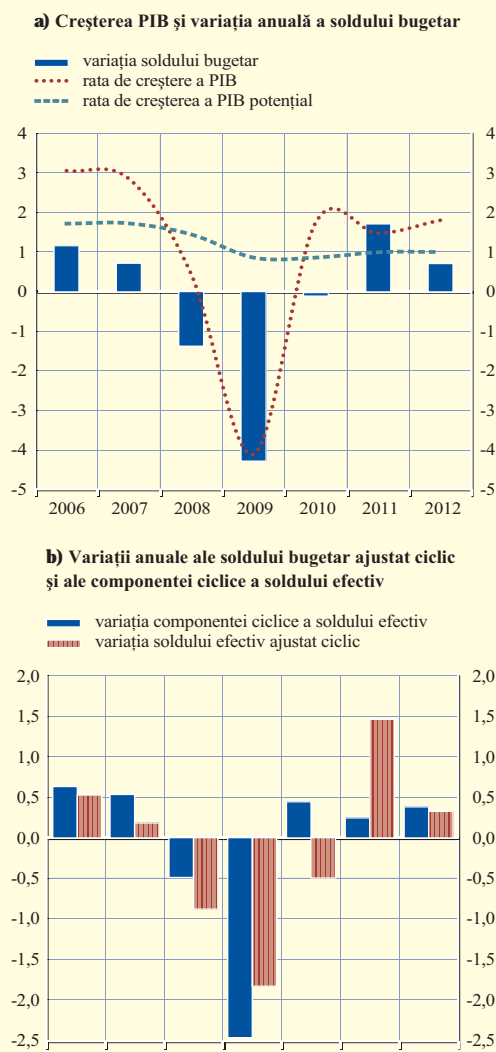 a) Creşterea PIB şi variaţia anuală a soldului bugetar
variaţia soldului bugetar
rata de creştere a PIB
rata de creşterea a PIB potenţial
4 4
3 3
2 2
1 1
0 0
-1 -1
-2 -2
-3 -3
-4 -4
-5 -5
2006 2007 2008 2009 2010 2011 2012
b) Variaţii anuale ale soldului bugetar ajustat ciclic
şi ale componentei ciclice a soldului efectiv
variaţia componentei ciclice a soldului efectiv
variaţia soldului efectiv ajustat ciclic
2,0 2,0
1,5 1,5
1,0 1,0
0,5 0,5
0,0 0,0
-0,5 -0,5
-1,0 -1,0
-1,5 -1,5
-2,0 -2,0
-2,5 -2,5